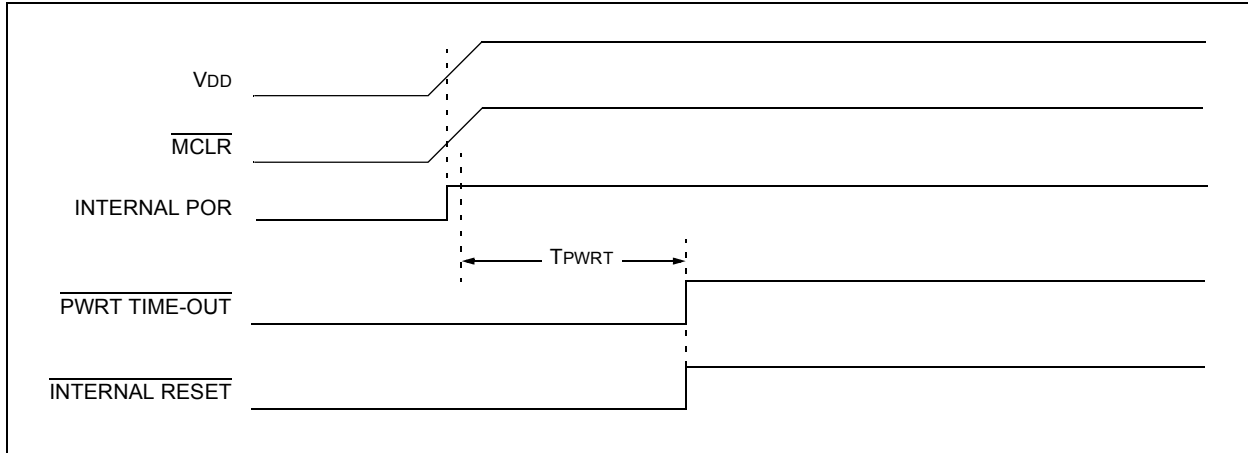 VDD
MCLR
INTERNAL POR
TPWRT
PWRT TIME-OUT
INTERNAL RESET